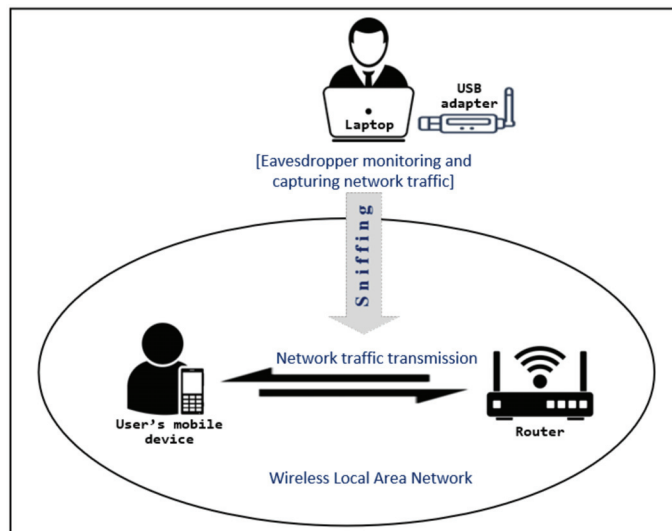 USB
adapter
Laptop
[Eavesdropper monitoring and
capturing network traffic]
Sniffing
Network traffic transmission
User's mobile
device
Router
Wireless Local Area Network